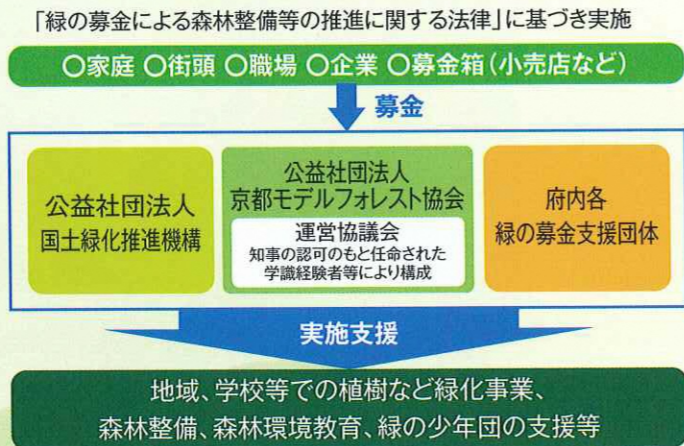 「緑の募金による森林整備等の推進に関する法律」に基づき実施
○家庭 ○街頭 ○職場 ○企業 ○募金箱(小売店など)
募金
公益社団法人
国土緑化推進機構
公益社団法人
京都モデルフォレスト協会
運営協議会
知事の認可のもと任命された
学識経験者等により構成
府内各
緑の募金支援団体
実施支援
地域、学校等での植樹など緑化事業、
森林整備、森林環境教育、緑の少年団の支援等